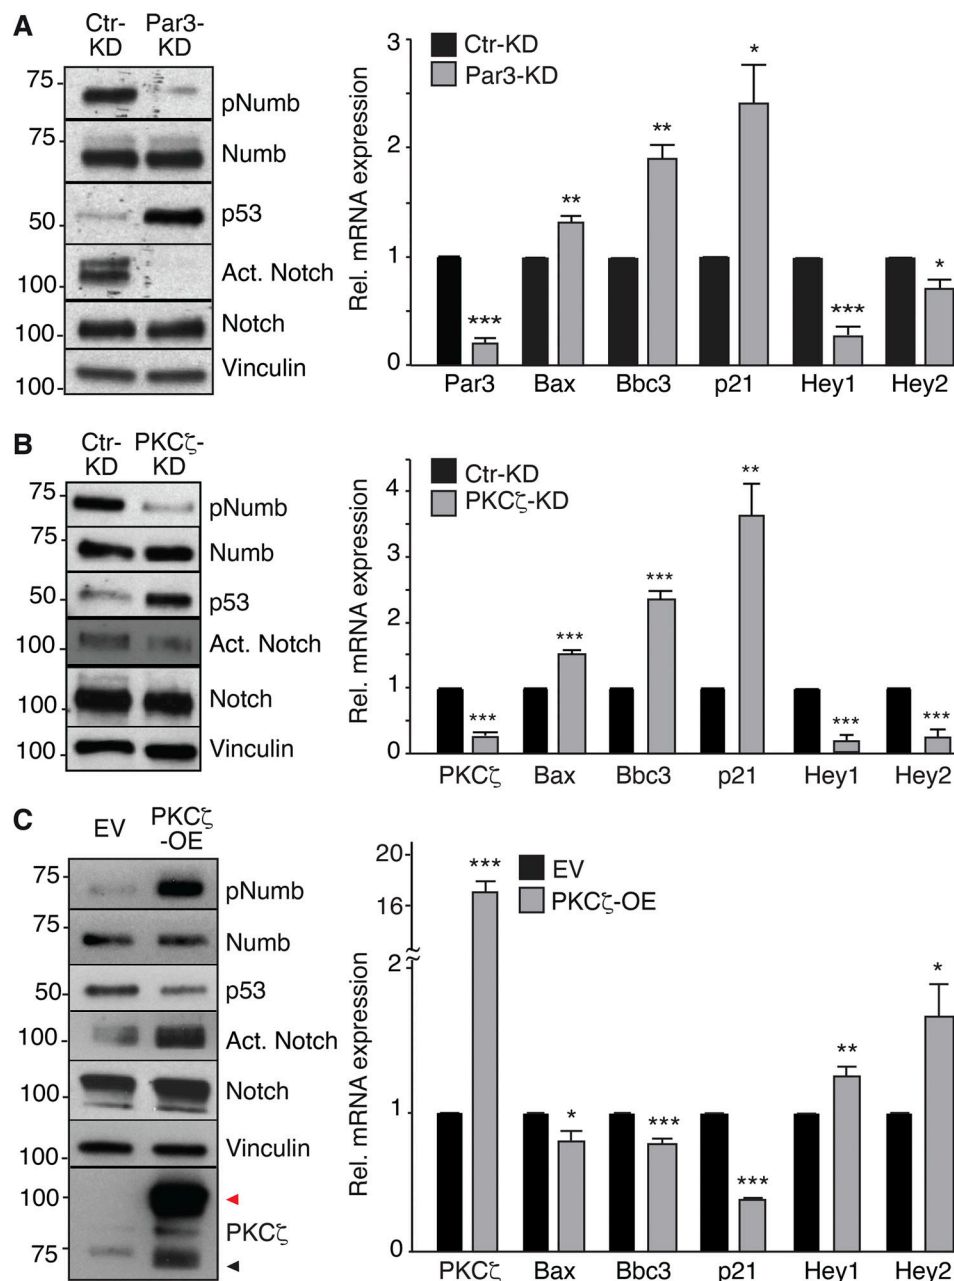 A
Ctr- Par3-
KD KD
75
pNumb
75
Numb
50
p53
100
Act. Notch
100
Notch
100
Vinculin
Rel. mRNA expression
3
2
1
0
Ctr-KD
Par3-KD
*** ** ** * *** *
Par3 Bax Bbc3 p21 Hey1 Hey2
B
Ctr- PKCζ-
KD KD
75
pNumb
75
Numb
50
p53
100
Act. Notch
100
Notch
100
Vinculin
Rel. mRNA expression
4
3
2
1
0
Ctr-KD
PKCζ-KD
*** *** *** ** *** ***
PKCζ Bax Bbc3 p21 Hey1 Hey2
C
EV PKCζ
-OE
75
pNumb
75
Numb
50
p53
100
Act. Notch
100
Notch
100
Vinculin
100
PKCζ
75
Rel. mRNA expression
20
16
2
1
0
EV
PKCζ-OE
*** * *** *** ** *
PKCζ Bax Bbc3 p21 Hey1 Hey2